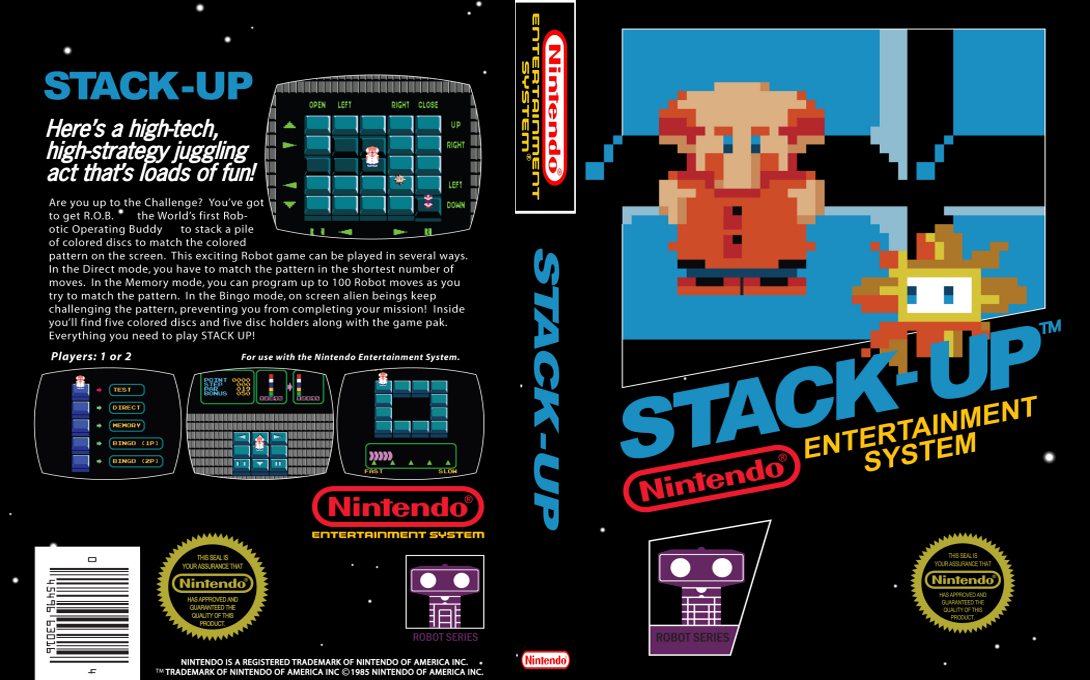 STACK-UP
Here's a high-tech,
high-strategy juggling
act that's loads of fun!
Are you up to the Challenge? You've got
to get R.O.B. the World's first Rob-
otic Operating Buddy to stack a pile
of colored discs to match the colored
pattern on the screen. This exciting Robot game can be played in several ways.
In the Direct mode, you have to match the pattern in the shortest number of
moves. In the Memory mode, you can program up to 100 Robot moves as you
try to match the pattern. In the Bingo mode, on screen alien beings keep
challenging the pattern, preventing you from completing your mission! Inside
you'll find five colored discs and five disc holders along with the game pak.
Everything you need to play STACK UP!
OPEN LEFT RIGHT CLOSE
UP
RIGHT
LEFT
DOWN
Players: 1 or 2
For use with the Nintendo Entertainment System.
TEST
DIRECT
MEMORY
BINGO (1P)
BINGO (2P)
POINT 0000
STEP 000
PAR 019
BONUS 050
FAST SLOW
Nintendo®
ENTERTAINMENT SYSTEM
THIS SEAL IS
YOUR ASSURANCE THAT
Nintendo®
HAS APPROVED AND
GUARANTEED THE
QUALITY OF THIS
PRODUCT.
ROBOT SERIES
NINTENDO IS A REGISTERED TRADEMARK OF NINTENDO OF AMERICA INC.
TM TRADEMARK OF NINTENDO OF AMERICA INC ©1985 NINTENDO OF AMERICA INC.
Nintendo®
ENTERTAINMENT
SYSTEM®
STACK-UP
Nintendo
STACK-UP™
Nintendo®
ENTERTAINMENT
SYSTEM
ROBOT SERIES
THIS SEAL IS
YOUR ASSURANCE THAT
Nintendo®
HAS APPROVED AND
GUARANTEED THE
QUALITY OF THIS
PRODUCT.